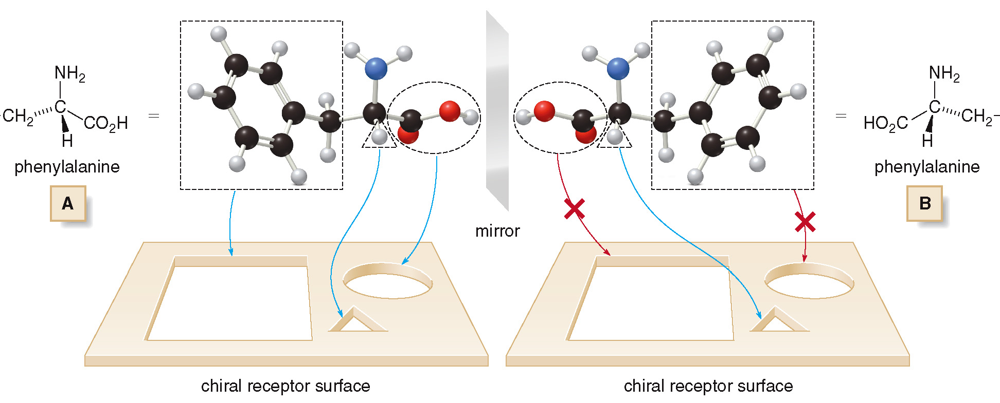 NH₂
CH₂
C
CO₂H
H
=
phenylalanine
A
mirror
=
NH₂
C
HO₂C
CH₂
H
phenylalanine
B
chiral receptor surface
chiral receptor surface